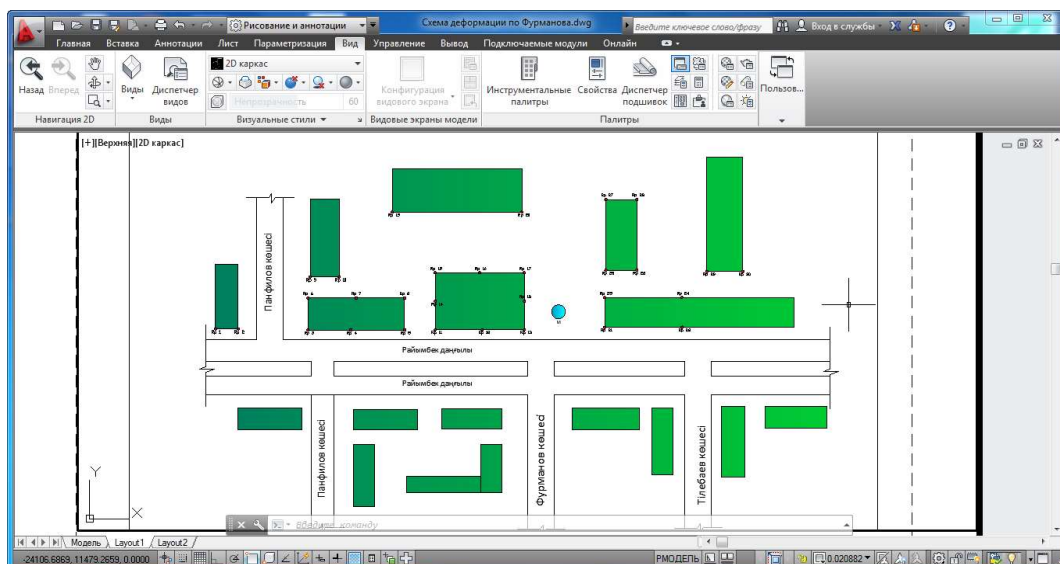 Рисование и аннотации
Схема деформации по Фурманова.dwg
Введите ключевое слово/фразу
Вход в службы
Главная Вставка Аннотации Лист Параметризация Вид Управление Вывод Подключаемые модули Онлайн
2D каркас
Назад Вперед
Виды
Диспетчер видов
Непрозрачность 60
Конфигурация видового экрана
Инструментальные палитры
Свойства
Диспетчер подшивок
Пользов...
Навигация 2D
Виды
Визуальные стили
Видовые экраны модели
Палитры
[+][Верхняя][2D каркас]
Панфилов көшесі
Райымбек даңғылы
Райымбек даңғылы
Панфилов көшесі
Фурманов көшесі
Тілебаев көшесі
Y
X
Введите команду
Модель Layout1 Layout2
-24106.6869, 11479.2659, 0.0000
РМОДЕЛЬ
0.020882